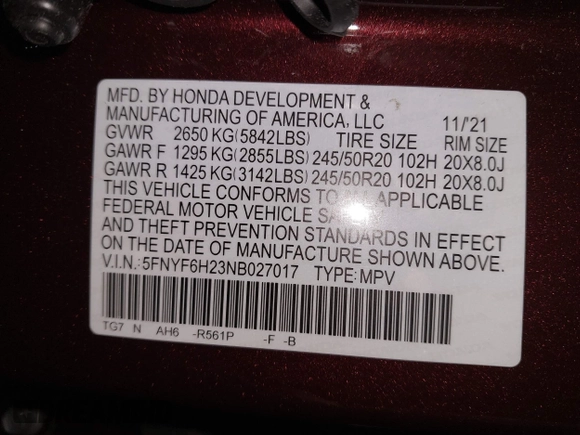 MFD. BY HONDA DEVELOPMENT &
MANUFACTURING OF AMERICA, LLC 11/'21
GVWR 2650 KG(5842LBS) TIRE SIZE RIM SIZE
GAWR F 1295 KG(2855LBS) 245/50R20 102H 20X8.0J
GAWR R 1425 KG(3142LBS) 245/50R20 102H 20X8.0J
THIS VEHICLE CONFORMS TO ALL APPLICABLE
FEDERAL MOTOR VEHICLE
AND THEFT PREVENTION STANDARDS IN EFFECT
ON THE DATE OF MANUFACTURE SHOWN ABOVE.
V.I.N.: 5FNYF6H23NB027017 TYPE: MPV
TG7 N AH6 -R561P -F -B